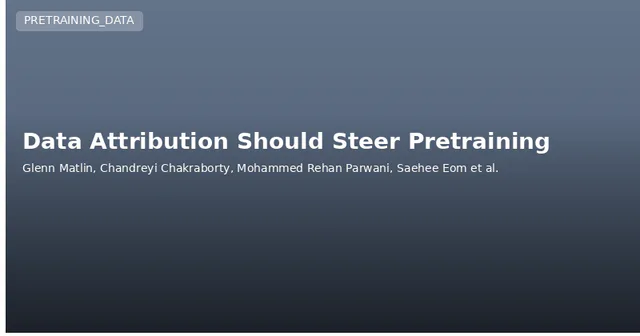 PRETRAINING_DATA
Data Attribution Should Steer Pretraining
Glenn Matlin, Chandreyi Chakraborty, Mohammed Rehan Parwani, Saehee Eom et al.